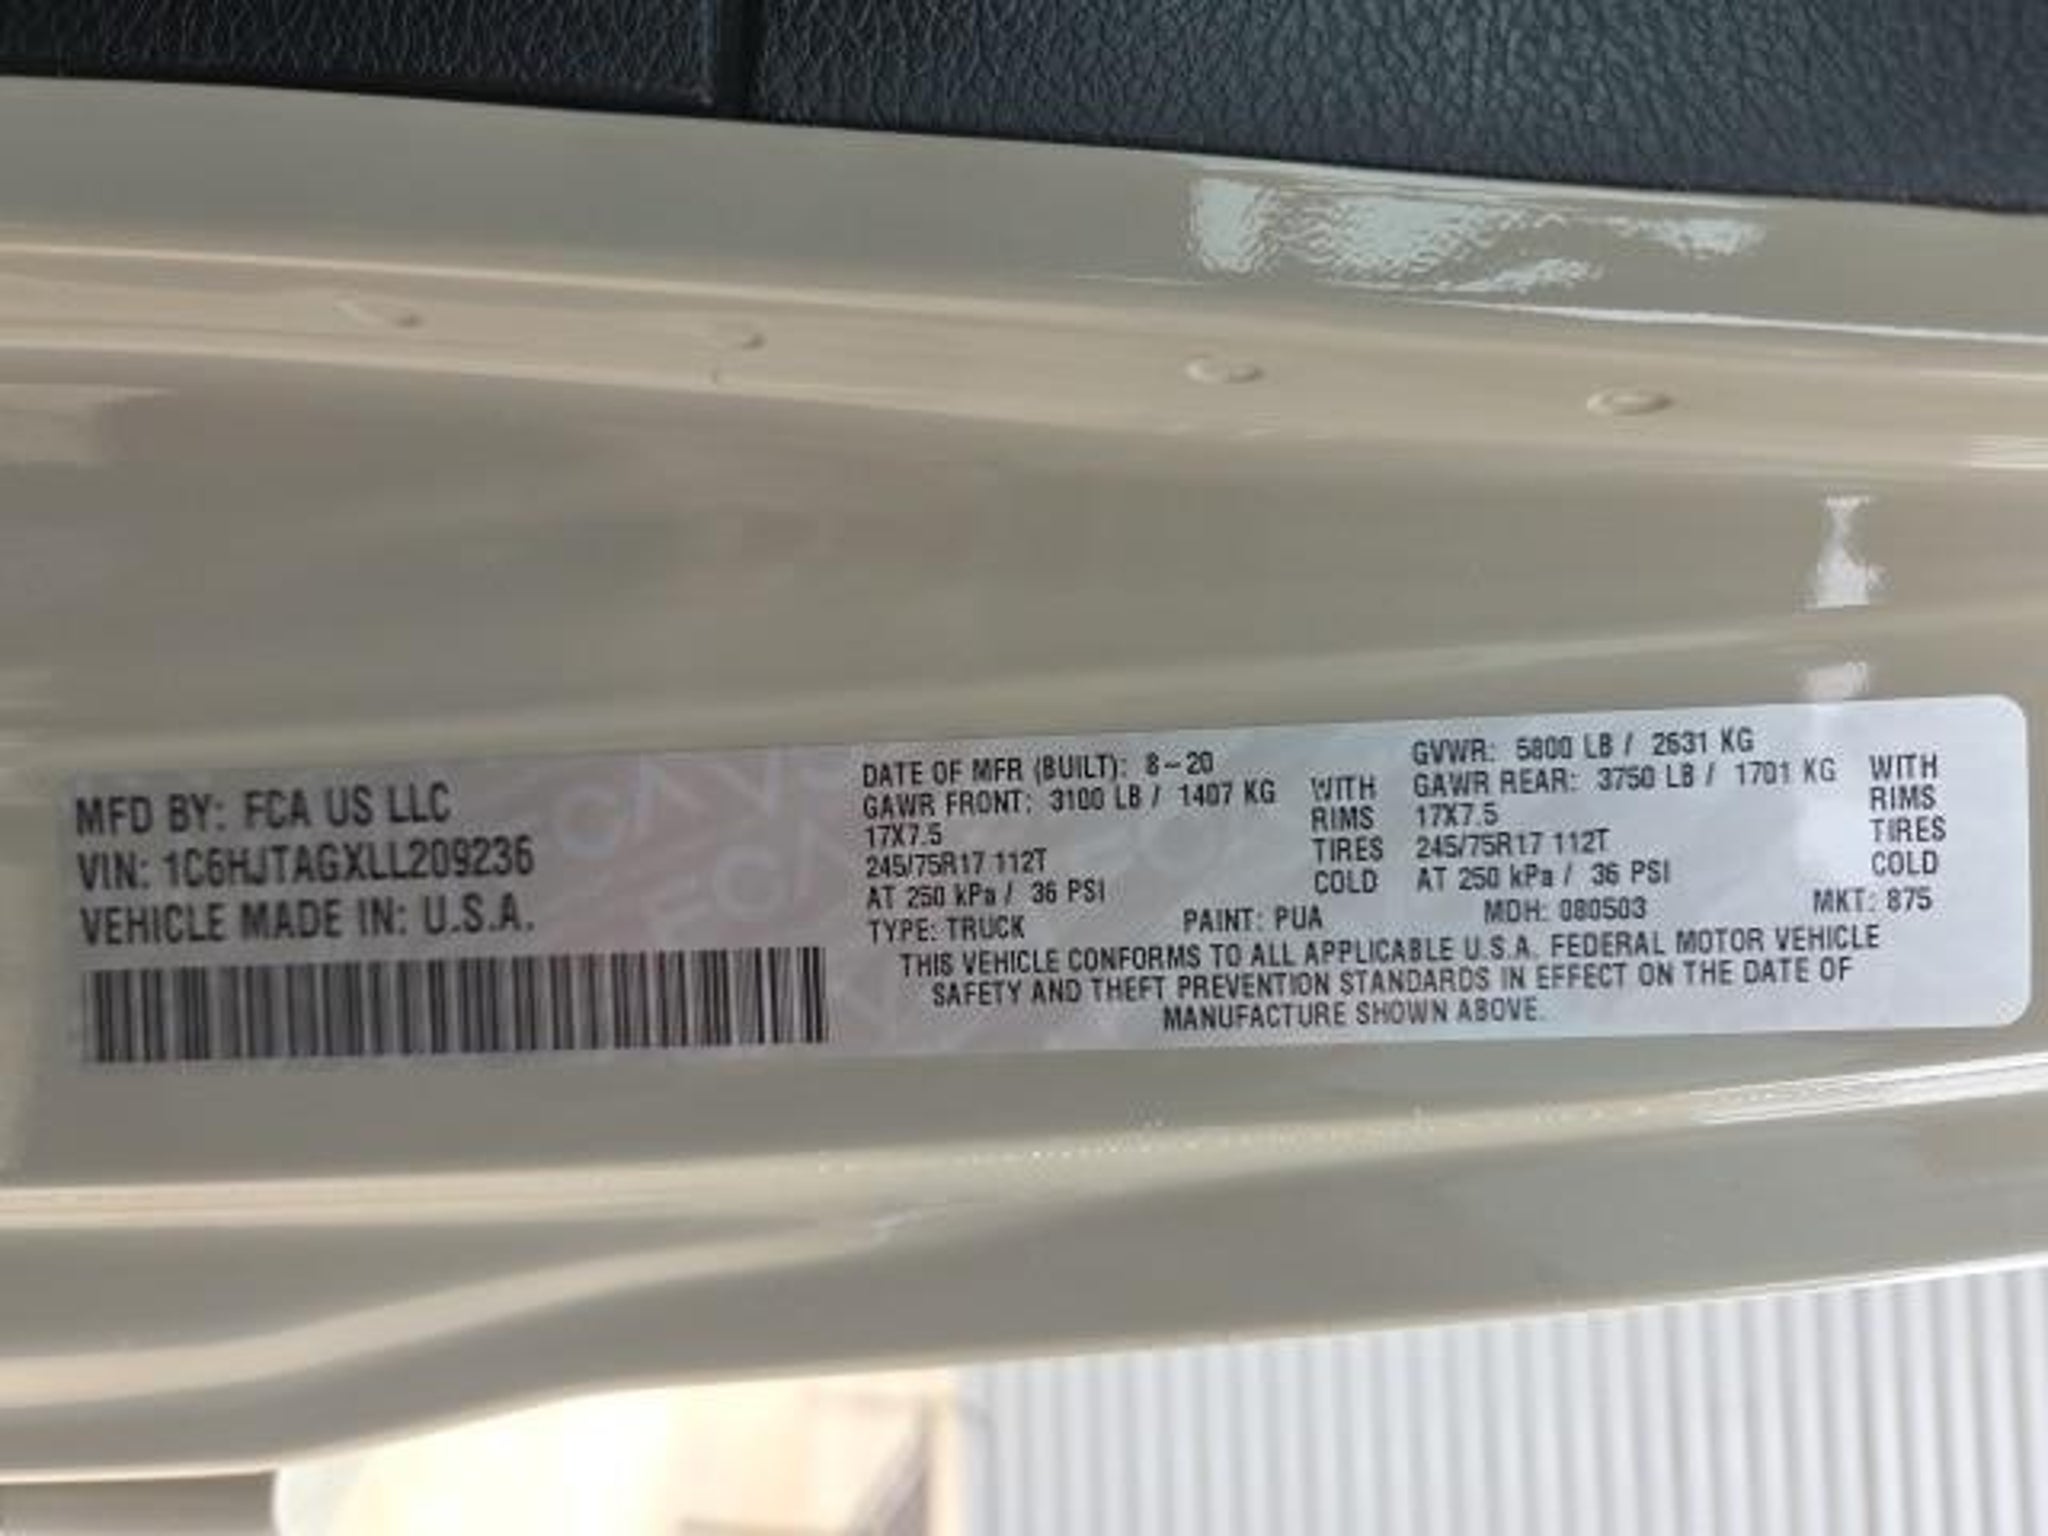 MFD BY: FCA US LLC
VIN: 1C6HJTAGXLL209236
VEHICLE MADE IN: U.S.A.
DATE OF MFR (BUILT): 8-20
GAWR FRONT: 3100 LB / 1407 KG WITH
17X7.5 RIMS
245/75R17 112T TIRES
AT 250 kPa / 36 PSI COLD
GVWR: 5800 LB / 2631 KG
GAWR REAR: 3750 LB / 1701 KG WITH
17X7.5 RIMS
245/75R17 112T TIRES
AT 250 kPa / 36 PSI COLD
TYPE: TRUCK PAINT: PUA MDH: 080503 MKT: 875
THIS VEHICLE CONFORMS TO ALL APPLICABLE U.S.A. FEDERAL MOTOR VEHICLE
SAFETY AND THEFT PREVENTION STANDARDS IN EFFECT ON THE DATE OF
MANUFACTURE SHOWN ABOVE.